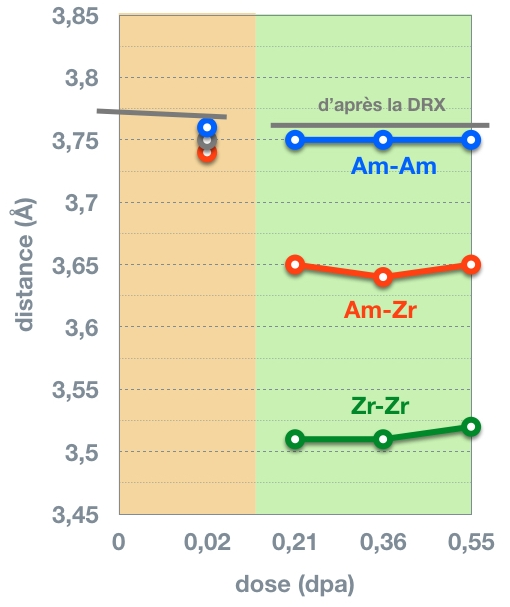 3,85
3,8
3,75
3,7
3,65
3,6
3,55
3,5
3,45
distance (Å)
d’après la DRX
Am-Am
Am-Zr
Zr-Zr
0 0,02 0,21 0,36 0,55
dose (dpa)